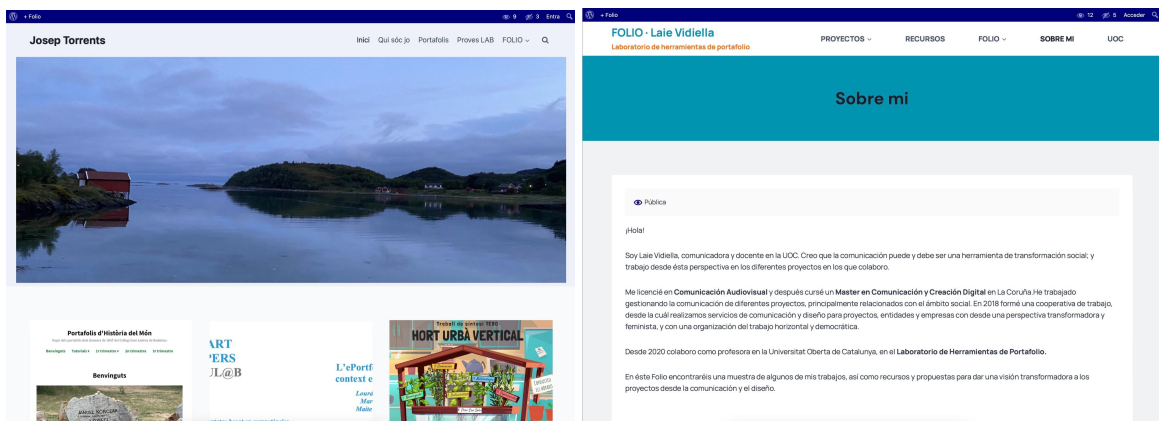 + Folio
9
3
Entra
Josep Torrents
Inici Qui sóc jo Portafolis Proves LAB FOLIO
Portafolis d'Història del Món
Benvinguts
Benvinguts
ART
'ERS
JL@B
L'ePortf
context e
Lourd
Mar
Maite
Treball de síntesi TEBO
HORT URBÀ VERTICAL
+ Folio
12
5
Acceder
FOLIO · Laie Vidiella
Laboratorio de herramientas de portafolio
PROYECTOS RECURSOS FOLIO SOBRE MI UOC
Sobre mi
Pública
¡Hola!
Soy Laie Vidiella, comunicadora y docente en la UOC. Creo que la comunicación puede y debe ser una herramienta de transformación social; y
trabajo desde ésta perspectiva en los diferentes proyectos en los que colaboro.
Me licencié en Comunicación Audiovisual y después cursé un Master en Comunicación y Creación Digital en La Coruña.He trabajado
gestionando la comunicación de diferentes proyectos, principalmente relacionados con el ámbito social. En 2018 formé una cooperativa de trabajo,
desde la cuál realizamos servicios de comunicación y diseño para proyectos, entidades y empresas con desde una perspectiva transformadora y
feminista, y con una organización del trabajo horizontal y democrática.
Desde 2020 colaboro como profesora en la Universitat Oberta de Catalunya, en el Laboratorio de Herramientas de Portafolio.
En éste Folio encontraréis una muestra de algunos de mis trabajos, así como recursos y propuestas para dar una visión transformadora a los
proyectos desde la comunicación y el diseño.